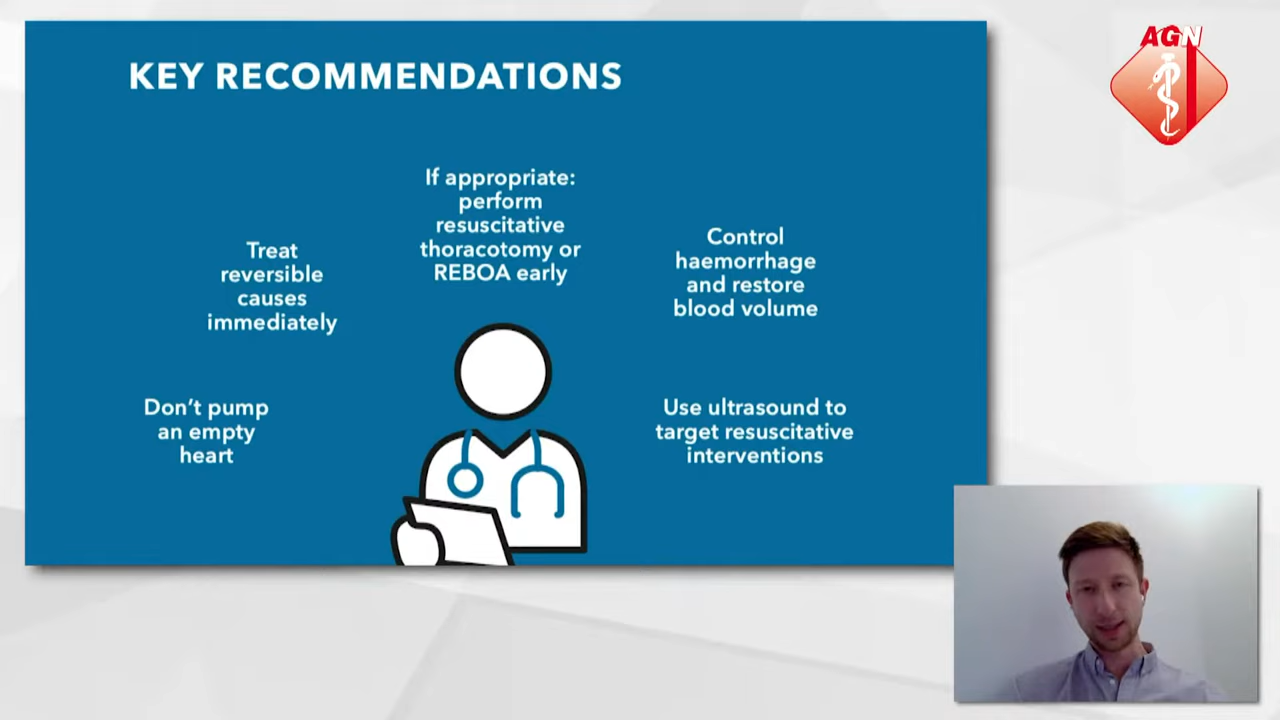 KEY RECOMMENDATIONS
AGN
If appropriate:
perform
resuscitative
thoracotomy or
REBOA early
Treat
reversible
causes
immediately
Control
haemorrhage
and restore
blood volume
Don't pump
an empty
heart
Use ultrasound to
target resuscitative
interventions